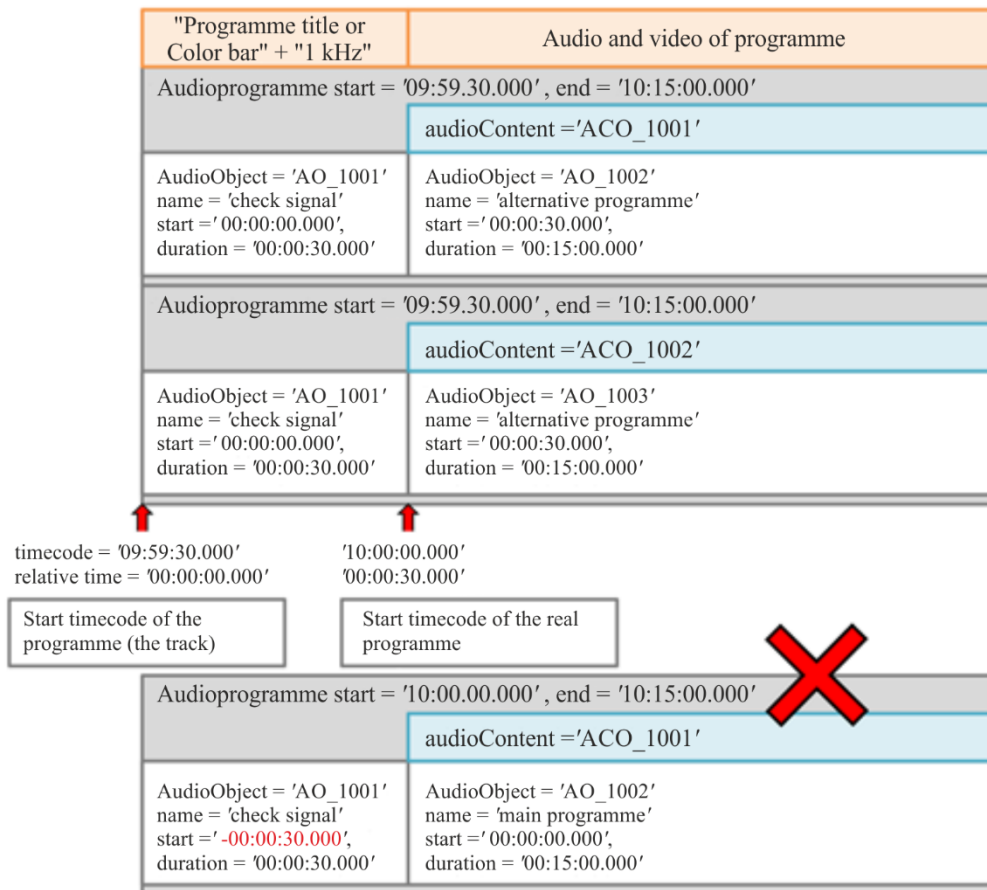 "Programme title or
Color bar" + "1 kHz"
Audio and video of programme
Audioprogramme start = '09:59.30.000' , end = '10:15:00.000'
audioContent ='ACO_1001'
AudioObject = 'AO_1001'
name = 'check signal'
start =' 00:00:00.000',
duration = '00:00:30.000'
AudioObject = 'AO_1002'
name = 'alternative programme'
start = '00:00:30.000',
duration = '00:15:00.000'
Audioprogramme start = '09:59.30.000' , end = '10:15:00.000'
audioContent ='ACO_1002'
AudioObject = 'AO_1001'
name = 'check signal'
start =' 00:00:00.000',
duration = '00:00:30.000'
AudioObject = 'AO_1003'
name = 'alternative programme'
start = '00:00:30.000',
duration = '00:15:00.000'
timecode = '09:59:30.000'
relative time = '00:00:00.000'
'10:00:00.000'
'00:00:30.000'
Start timecode of the
programme (the track)
Start timecode of the real
programme
Audioprogramme start = '10:00.00.000' , end = '10:15:00.000'
audioContent ='ACO_1001'
AudioObject = 'AO_1001'
name = 'check signal'
start =' -00:00:30.000',
duration = '00:00:30.000'
AudioObject = 'AO_1002'
name = 'main programme'
start = '00:00:00.000',
duration = '00:15:00.000'